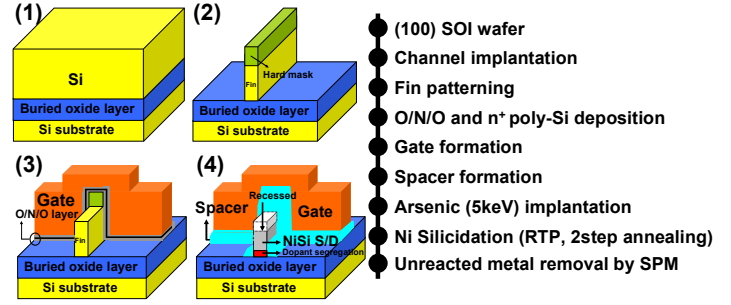 (1)
Si
Buried oxide layer
Si substrate
(2)
Hard mask
Fin
Buried oxide layer
Si substrate
(3)
Gate
O/N/O layer
Fin
Buried oxide layer
Si substrate
(4)
Recessed
Spacer
Gate
NiSi S/D
Dopant segregation
Buried oxide layer
Si substrate
(100) SOI wafer
Channel implantation
Fin patterning
O/N/O and n⁺ poly-Si deposition
Gate formation
Spacer formation
Arsenic (5keV) implantation
Ni Silicidation (RTP, 2step annealing)
Unreacted metal removal by SPM